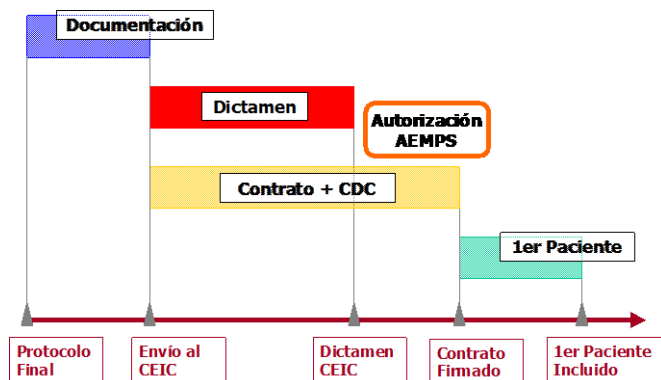 Documentación
Dictamen
Autorización
AEMPS
Contrato + CDC
1er Paciente
Protocolo
Final
Envío al
CEIC
Dictamen
CEIC
Contrato
Firmado
1er Paciente
Incluido